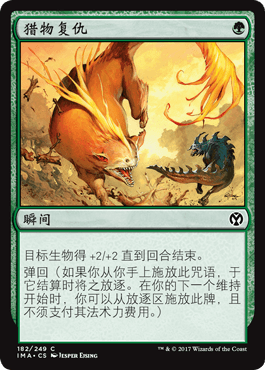 猎物复仇
瞬间
目标生物得 +2/+2 直到回合结束。
弹回（如果你从你手上施放此咒语，于
它结算时将之放逐。在你的下一个维持
开始时，你可以从放逐区施放此牌，且
不须支付其法术力费用。）
182/249 C
IMA • CS Jesper Ejsing
™ & © 2017 Wizards of the Coast